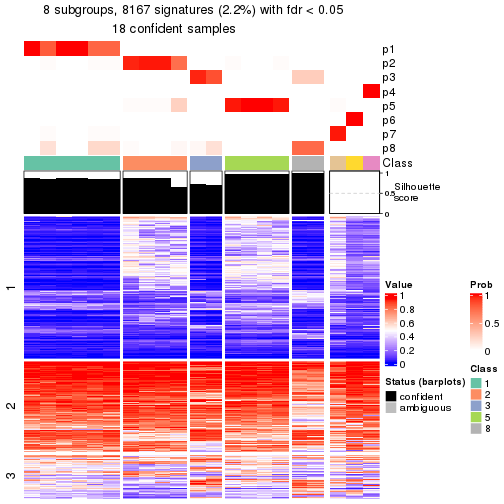 8 subgroups, 8167 signatures (2.2%) with fdr < 0.05
18 confident samples
p1
p2
p3
p4
p5
p6
p7
p8
Class
1
0.5
0
Silhouette
score
1
2
3
Value
1
0.8
0.6
0.4
0.2
0
Prob
1
0.5
0
Status (barplots)
confident
ambiguous
Class
1
2
3
5
8